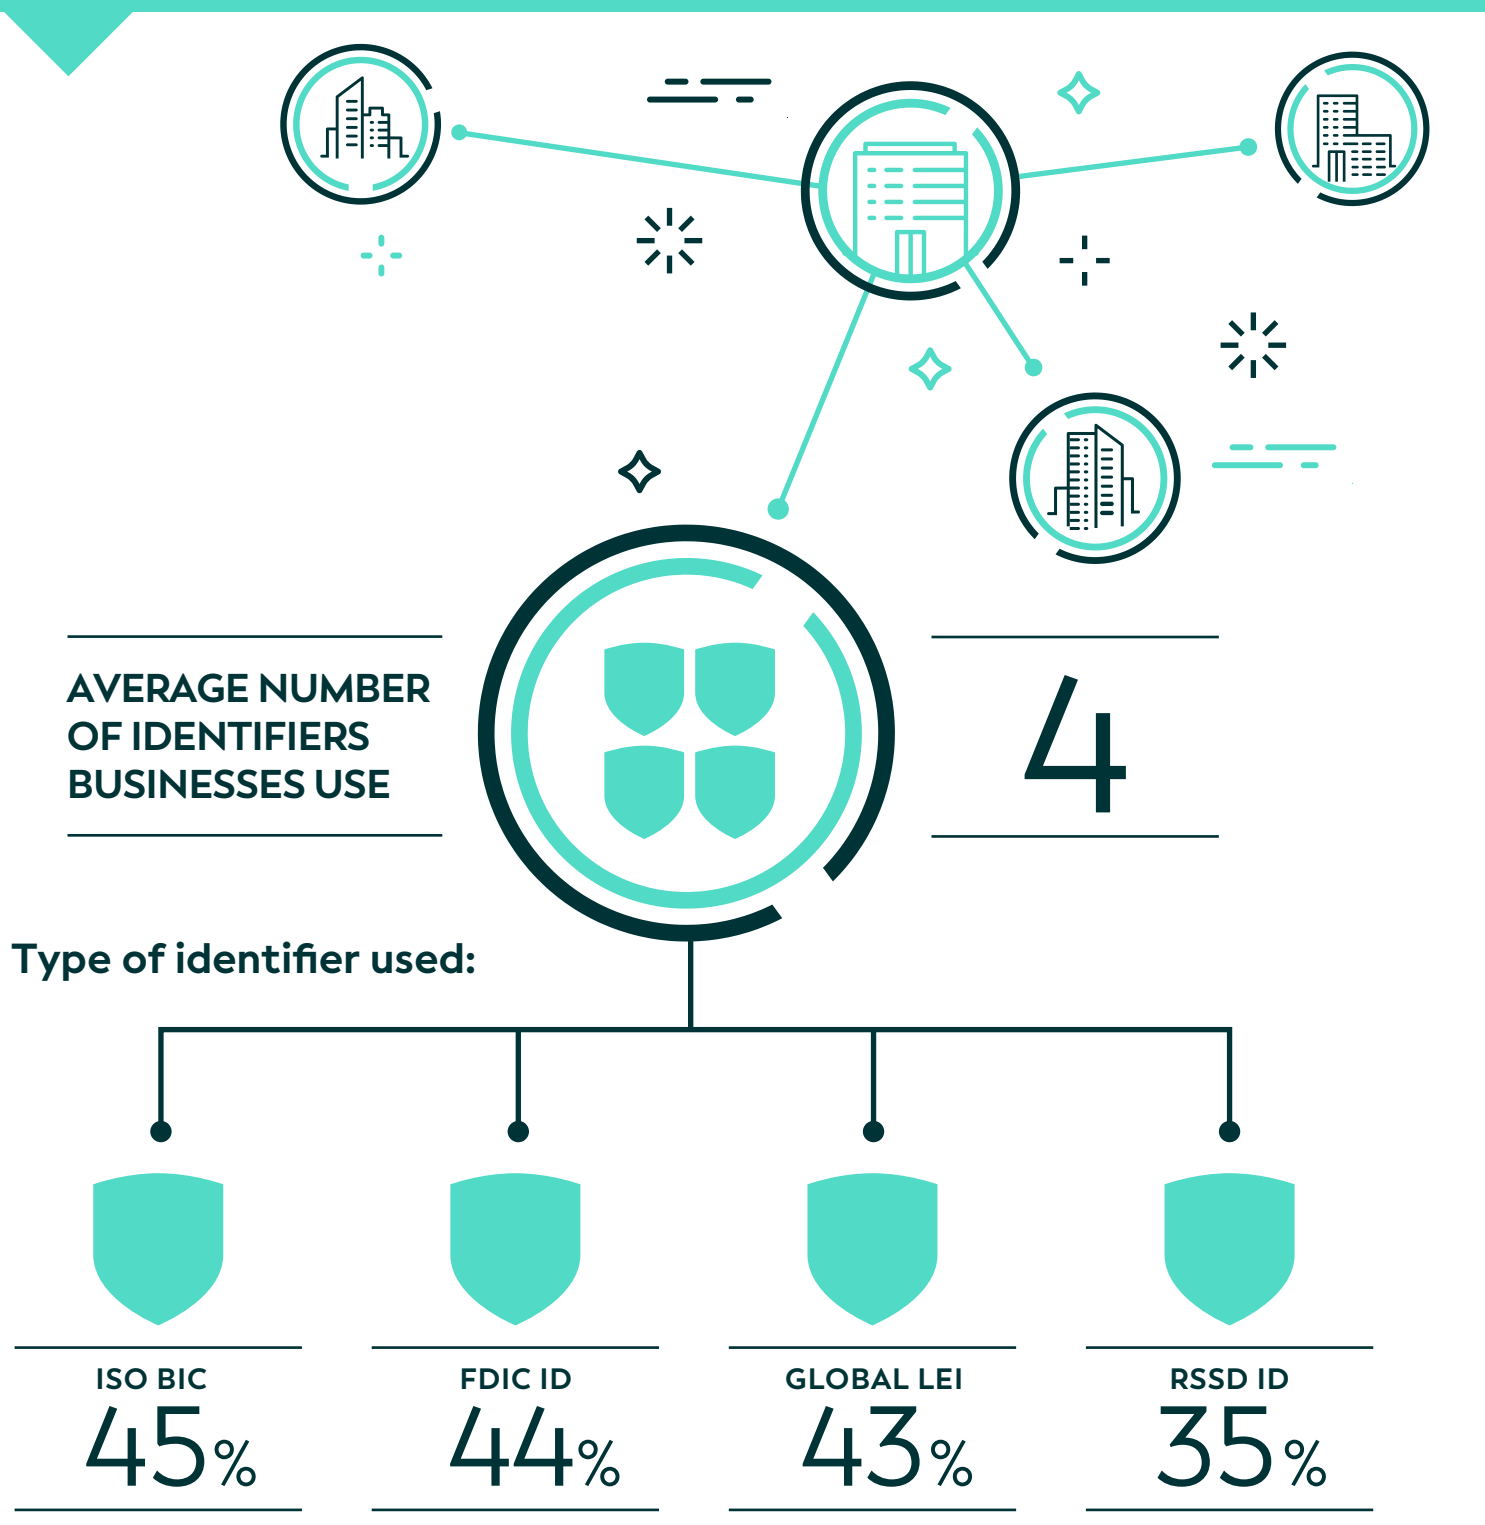 AVERAGE NUMBER
OF IDENTIFIERS
BUSINESSES USE
4
Type of identifier used:
ISO BIC
45%
FDIC ID
44%
GLOBAL LEI
43%
RSSD ID
35%